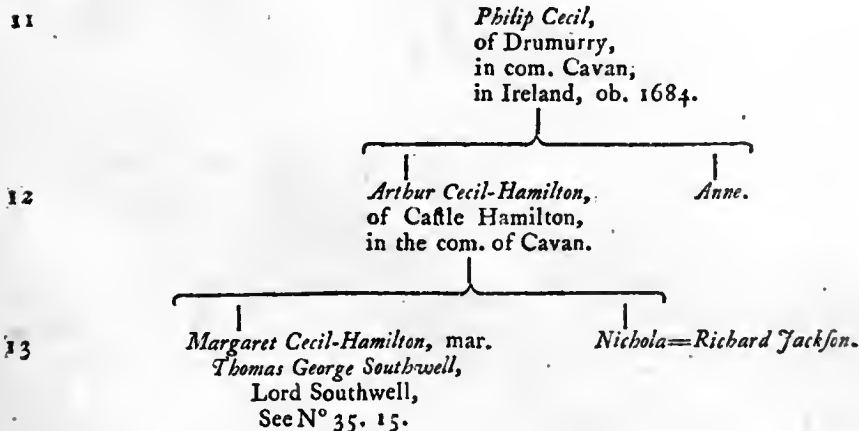 11 Philip Cecil,
of Drumurry,
in com. Cavan,
in Ireland, ob. 1684.
12 Arthur Cecil-Hamilton, Anne.
of Caſtle Hamilton,
in the com. of Cavan.
13 Margaret Cecil-Hamilton, mar. Nichola=Richard Jackſon.
Thomas George Southwell,
Lord Southwell,
See N° 35. 15.